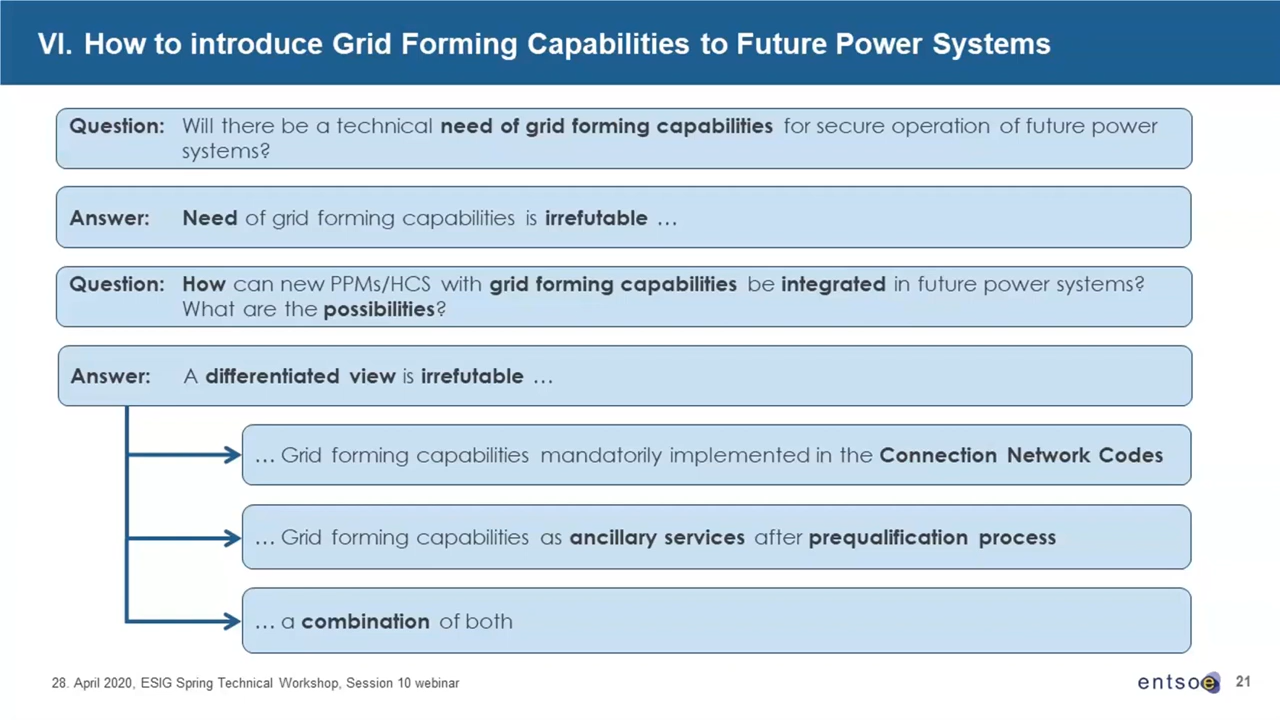 VI. How to introduce Grid Forming Capabilities to Future Power Systems
Question: Will there be a technical need of grid forming capabilities for secure operation of future power
systems?
Answer: Need of grid forming capabilities is irrefutable …
Question: How can new PPMs/HCS with grid forming capabilities be integrated in future power systems?
What are the possibilities?
Answer: A differentiated view is irrefutable …
… Grid forming capabilities mandatorily implemented in the Connection Network Codes
… Grid forming capabilities as ancillary services after prequalification process
… a combination of both
28. April 2020, ESIG Spring Technical Workshop, Session 10 webinar
entsoe
21